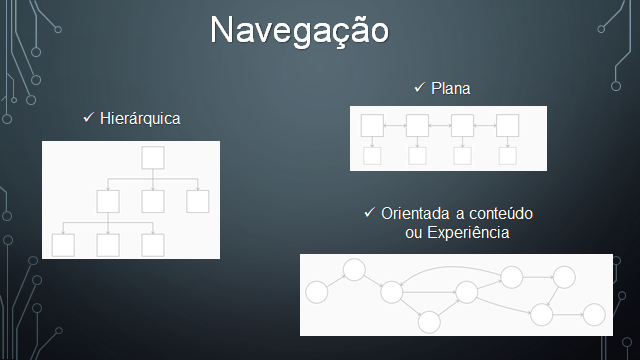 Navegação
✓ Hierárquica
✓ Plana
✓ Orientada a conteúdo
ou Experiência